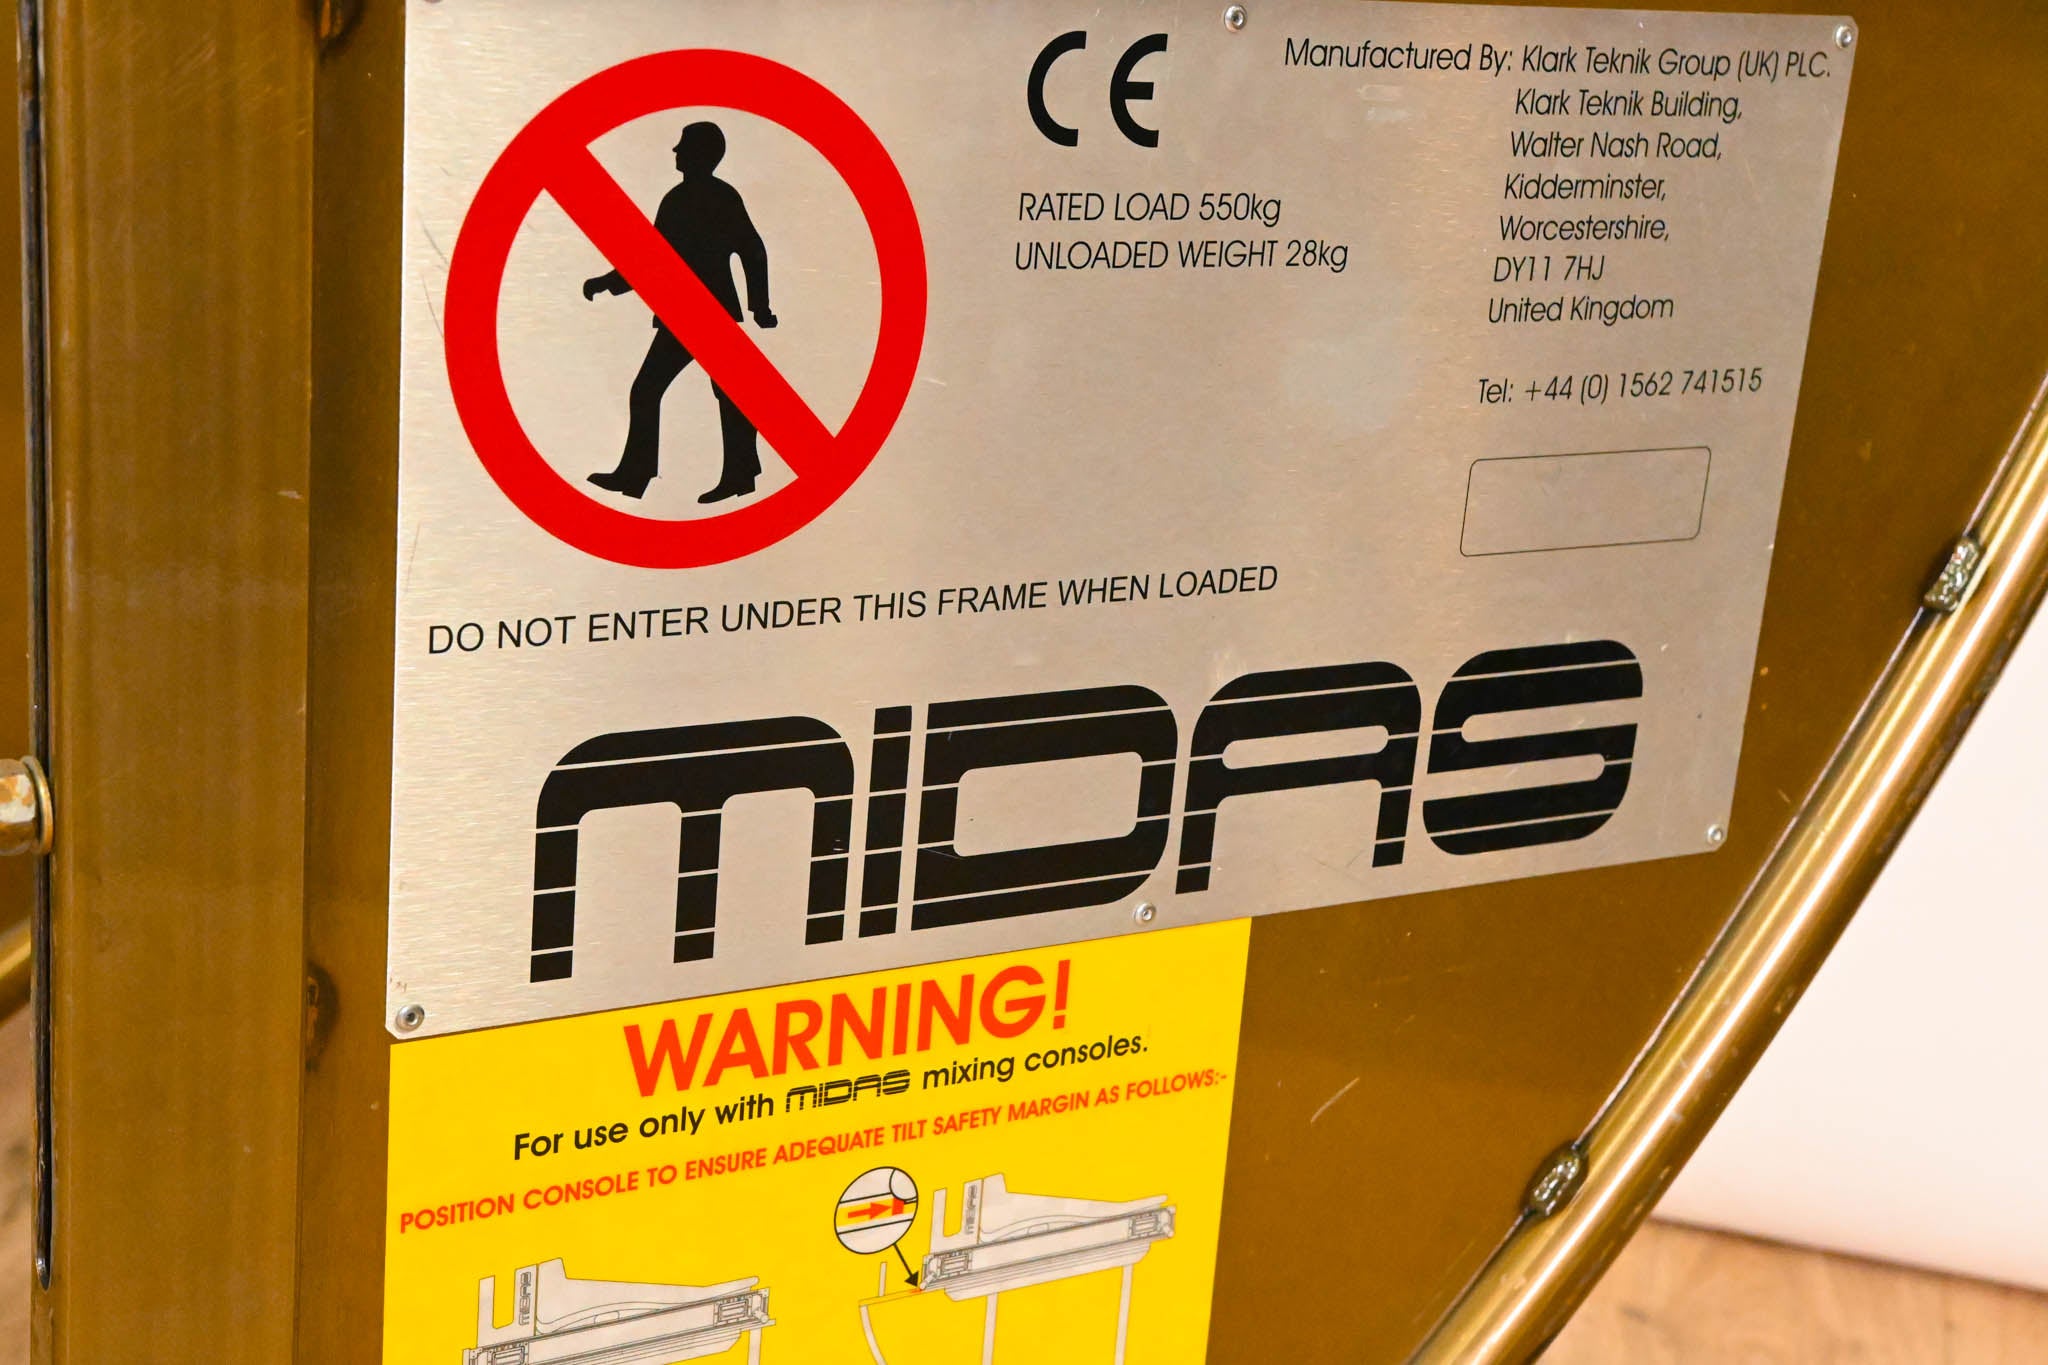 CE
Manufactured By: Klark Teknik Group (UK) PLC.
Klark Teknik Building,
Walter Nash Road,
Kidderminster,
Worcestershire,
DY11 7HJ
United Kingdom
Tel: +44 (0) 1562 741515
RATED LOAD 550kg
UNLOADED WEIGHT 28kg
DO NOT ENTER UNDER THIS FRAME WHEN LOADED
MIDAS
WARNING!
For use only with MIDAS mixing consoles.
POSITION CONSOLE TO ENSURE ADEQUATE TILT SAFETY MARGIN AS FOLLOWS:-
MIDAS
MIDAS